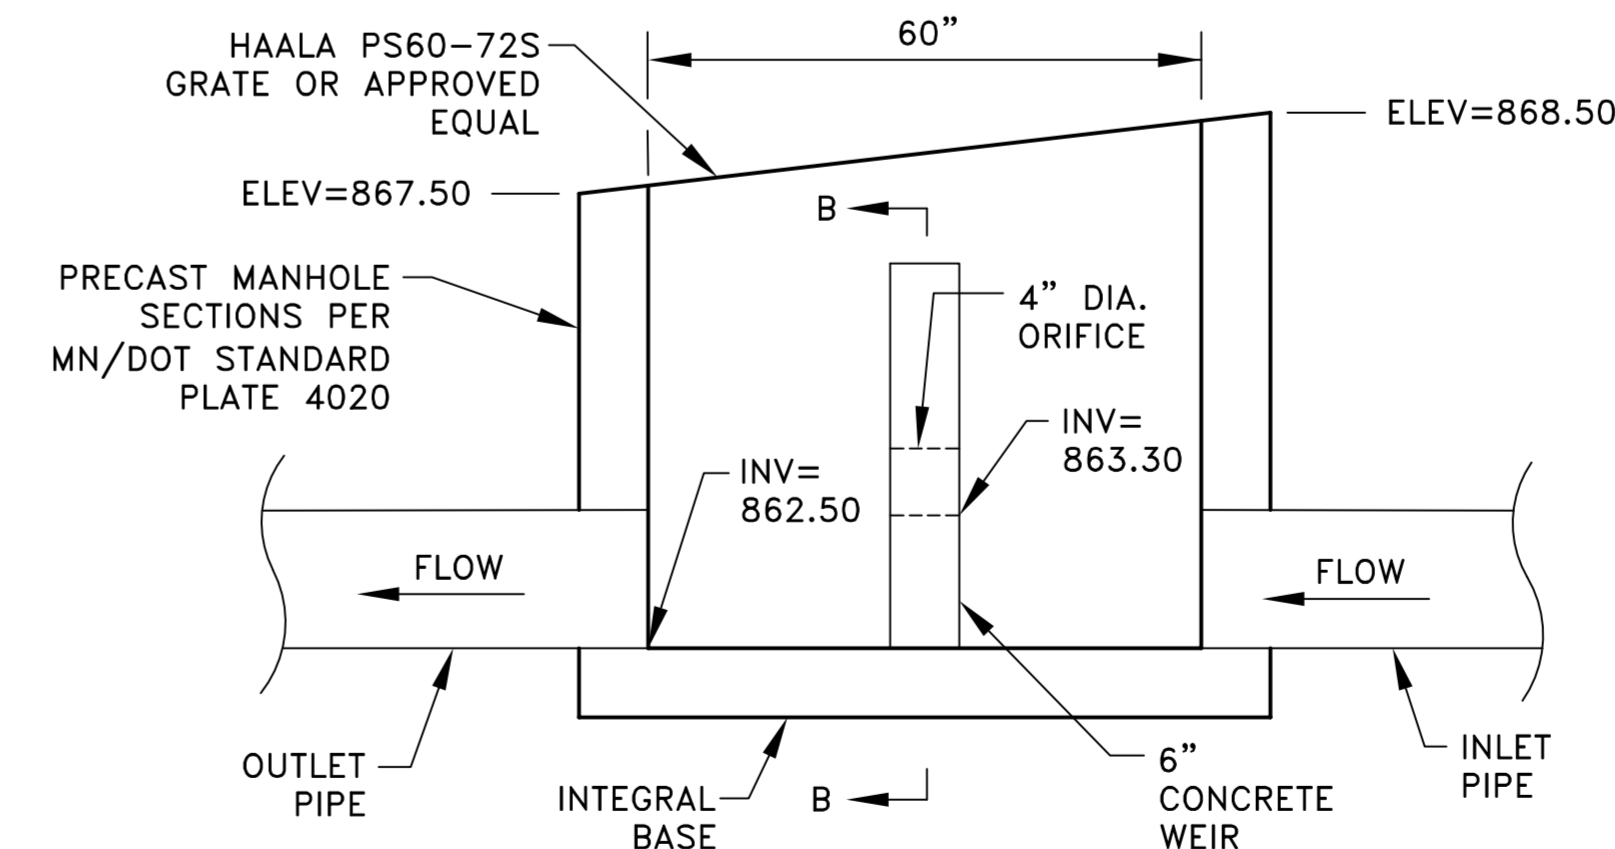 60”
HAALA PS60-72S
GRATE OR APPROVED
EQUAL
ELEV=868.50
ELEV=867.50
B
PRECAST MANHOLE
SECTIONS PER
MN/DOT STANDARD
PLATE 4020
4” DIA.
ORIFICE
INV=
863.30
INV=
862.50
FLOW
FLOW
OUTLET
PIPE
INTEGRAL
BASE
B
6”
CONCRETE
WEIR
INLET
PIPE